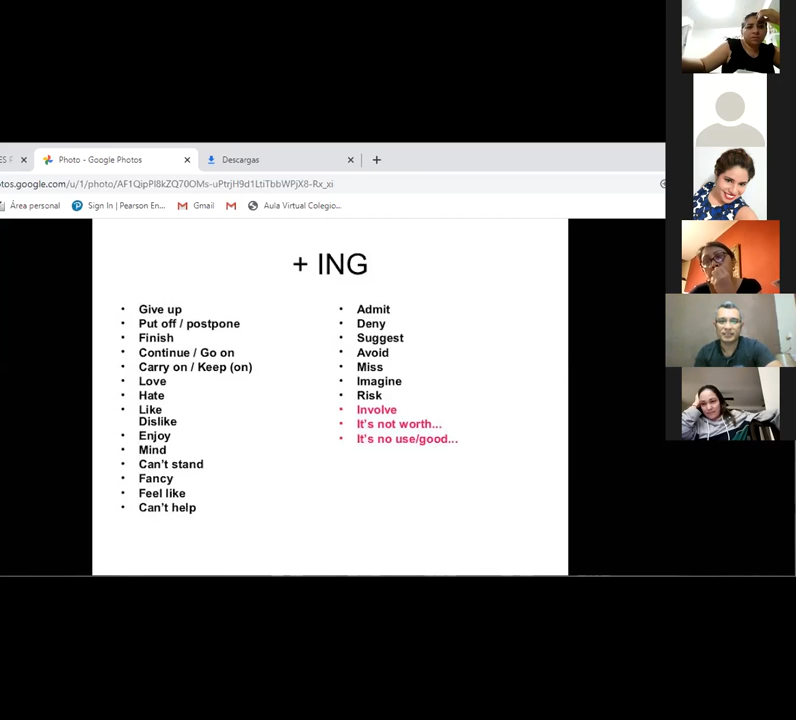 ES F
Photo - Google Photos
Descargas
tos.google.com/u/1/photo/AF1QipPl8kZQ70OMs-uPtrjH9d1LtiTbbWPjX8-Rx_xi
Área personal
Sign In | Pearson En...
Gmail
Aula Virtual Colegio...
+ ING
Give up
Put off / postpone
Finish
Continue / Go on
Carry on / Keep (on)
Love
Hate
Like
Dislike
Enjoy
Mind
Can't stand
Fancy
Feel like
Can't help
Admit
Deny
Suggest
Avoid
Miss
Imagine
Risk
Involve
It's not worth...
It's no use/good...